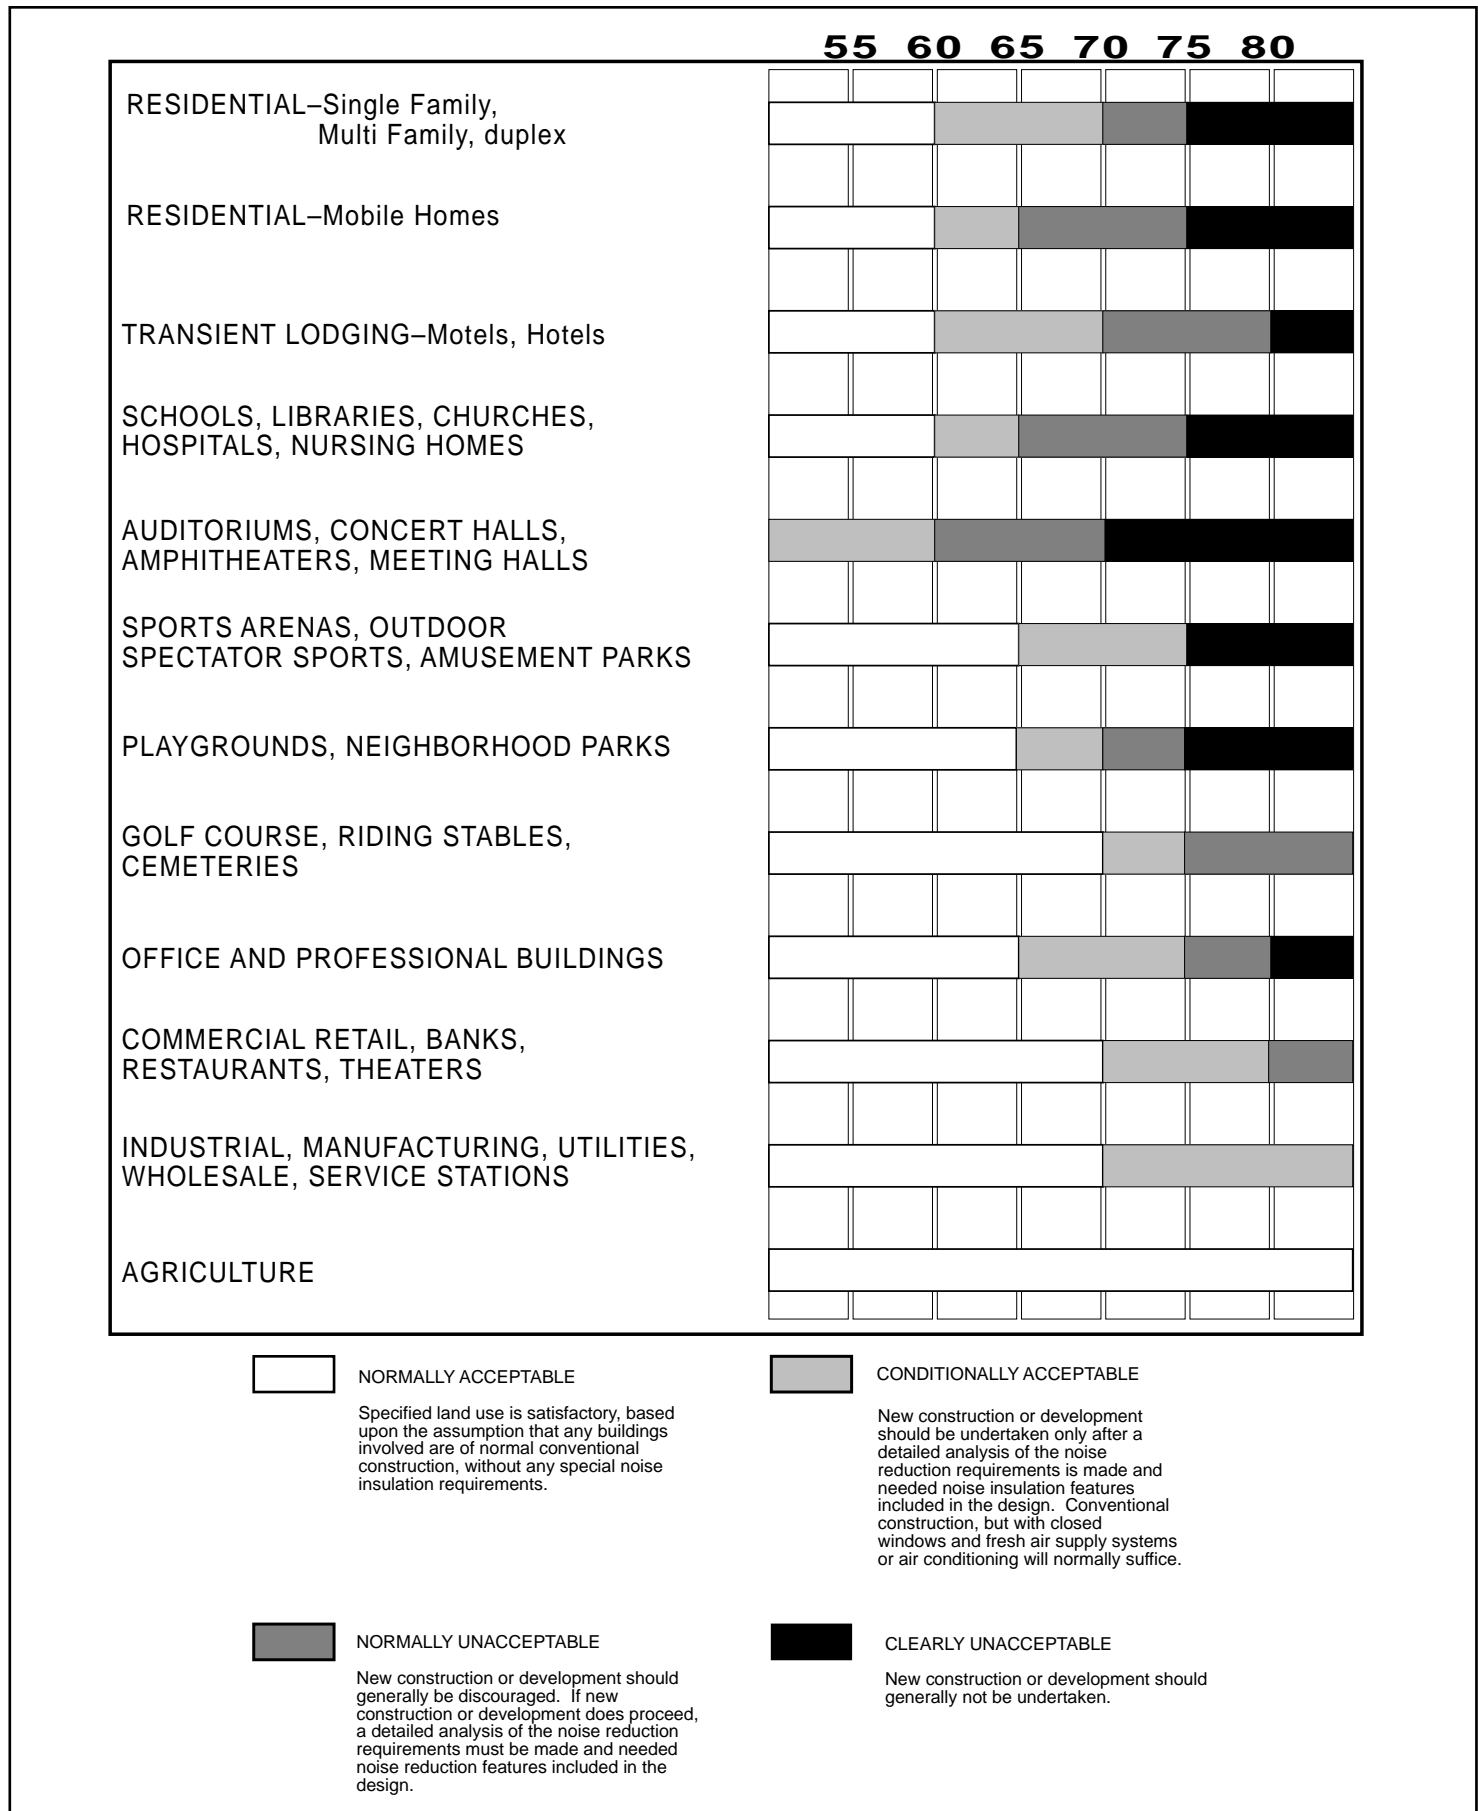 55 60 65 70 75 80
RESIDENTIAL–Single Family,
Multi Family, duplex
RESIDENTIAL–Mobile Homes
TRANSIENT LODGING–Motels, Hotels
SCHOOLS, LIBRARIES, CHURCHES,
HOSPITALS, NURSING HOMES
AUDITORIUMS, CONCERT HALLS,
AMPHITHEATERS, MEETING HALLS
SPORTS ARENAS, OUTDOOR
SPECTATOR SPORTS, AMUSEMENT PARKS
PLAYGROUNDS, NEIGHBORHOOD PARKS
GOLF COURSE, RIDING STABLES,
CEMETERIES
OFFICE AND PROFESSIONAL BUILDINGS
COMMERCIAL RETAIL, BANKS,
RESTAURANTS, THEATERS
INDUSTRIAL, MANUFACTURING, UTILITIES,
WHOLESALE, SERVICE STATIONS
AGRICULTURE
NORMALLY ACCEPTABLE
Specified land use is satisfactory, based
upon the assumption that any buildings
involved are of normal conventional
construction, without any special noise
insulation requirements.
CONDITIONALLY ACCEPTABLE
New construction or development
should be undertaken only after a
detailed analysis of the noise
reduction requirements is made and
needed noise insulation features
included in the design. Conventional
construction, but with closed
windows and fresh air supply systems
or air conditioning will normally suffice.
NORMALLY UNACCEPTABLE
New construction or development should
generally be discouraged. If new
construction or development does proceed,
a detailed analysis of the noise reduction
requirements must be made and needed
noise reduction features included in the
design.
CLEARLY UNACCEPTABLE
New construction or development should
generally not be undertaken.